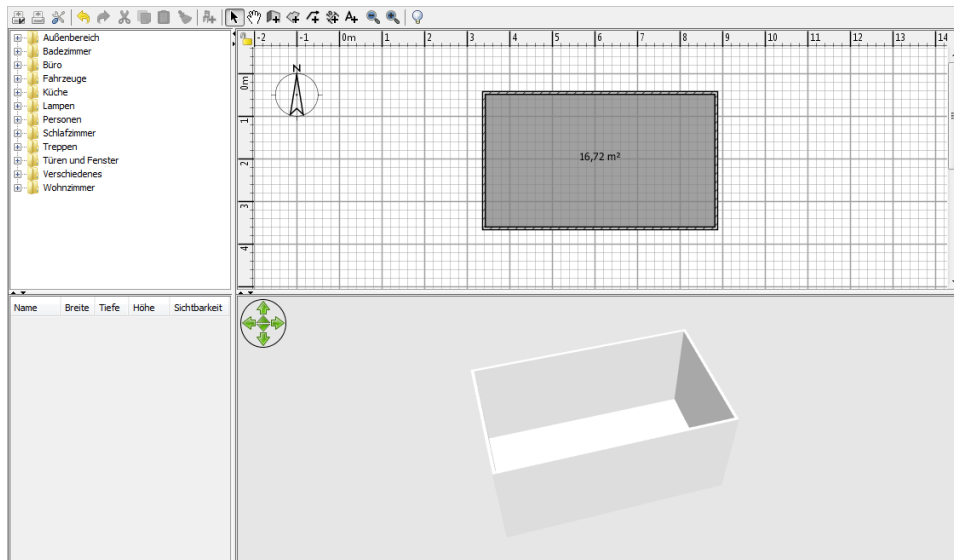 -2 -1 0m 1 2 3 4 5 6 7 8 9 10 11 12 13 14
Außenbereich
Badezimmer
Büro
Fahrzeuge
Küche
Lampen
Personen
Schlafzimmer
Treppen
Türen und Fenster
Verschiedenes
Wohnzimmer
N
0m
1
2
3
4
16,72 m²
Name Breite Tiefe Höhe Sichtbarkeit